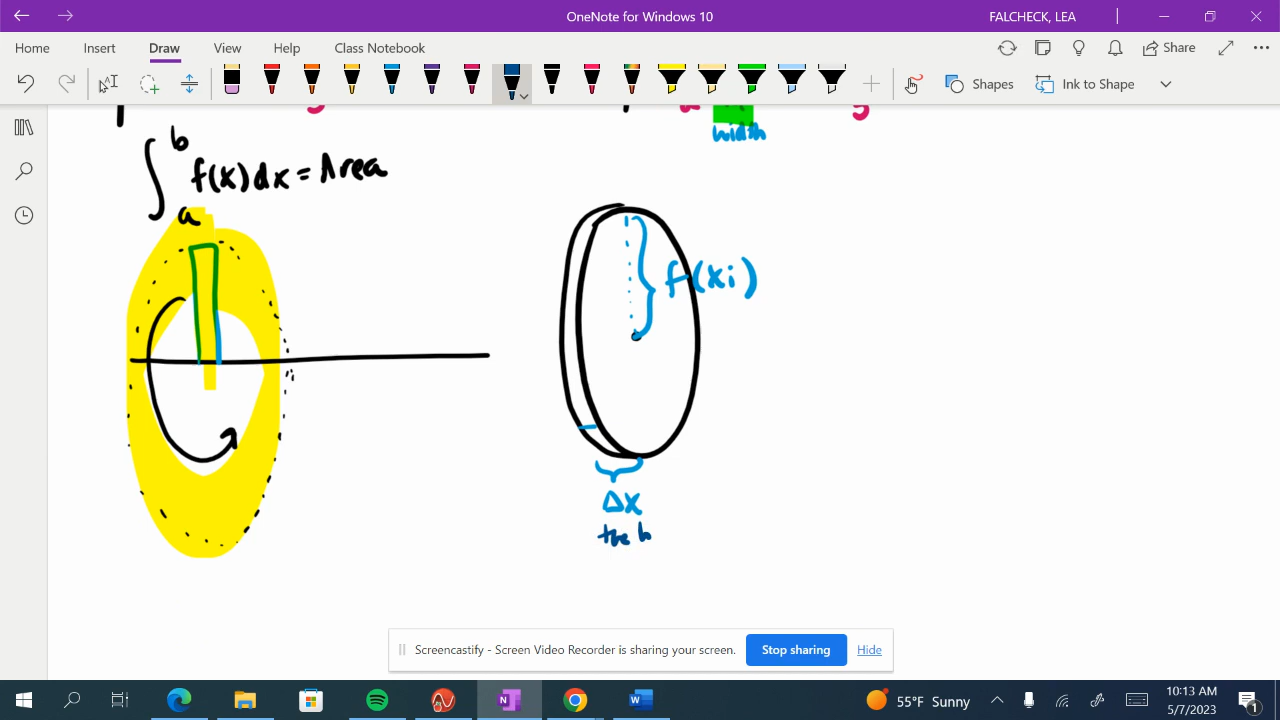 OneNote for Windows 10
FALCHECK, LEA
Home Insert Draw View Help Class Notebook
Share
Shapes
Ink to Shape
width
∫ₐᵇ f(x)dx = Area
f(xi)
Δx
the h
Screencastify - Screen Video Recorder is sharing your screen.
Stop sharing
Hide
55°F Sunny
10:13 AM
5/7/2023
1